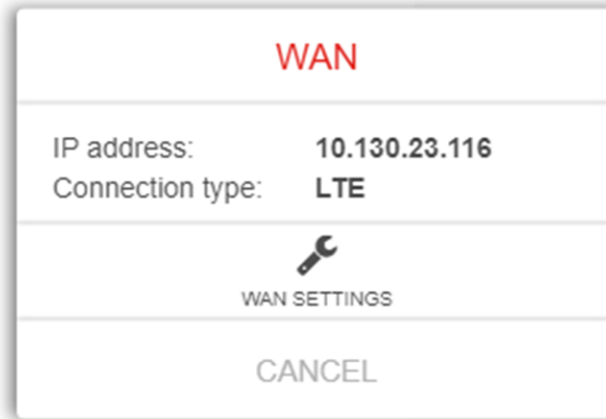 WAN
IP address: 10.130.23.116
Connection type: LTE
WAN SETTINGS
CANCEL